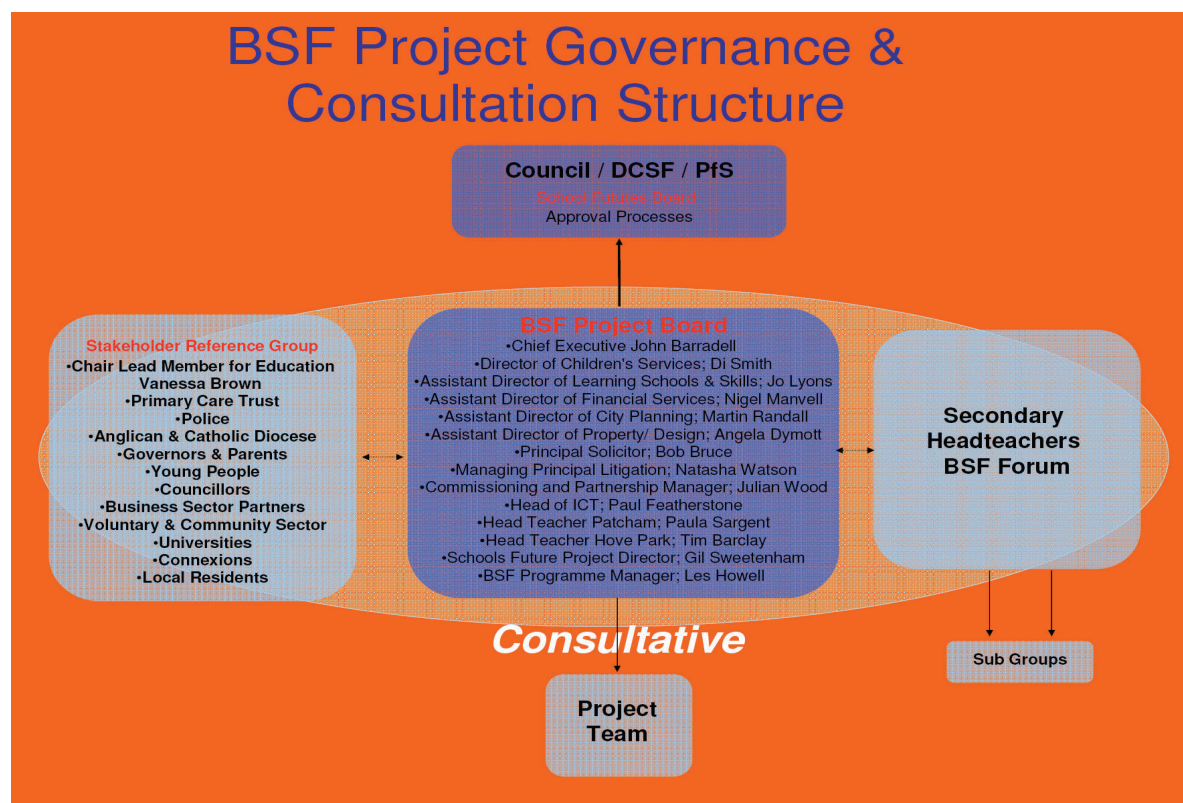 BSF Project Governance &
Consultation Structure
Council / DCSF / PfS
School Futures Board
Approval Processes
Stakeholder Reference Group
•Chair Lead Member for Education
Vanessa Brown
•Primary Care Trust
•Police
•Anglican & Catholic Diocese
•Governors & Parents
•Young People
•Councillors
•Business Sector Partners
•Voluntary & Community Sector
•Universities
•Connexions
•Local Residents
BSF Project Board
•Chief Executive John Barradell
•Director of Children's Services; Di Smith
•Assistant Director of Learning Schools & Skills; Jo Lyons
•Assistant Director of Financial Services; Nigel Manvell
•Assistant Director of City Planning; Martin Randall
•Assistant Director of Property/ Design; Angela Dymott
•Principal Solicitor; Bob Bruce
•Managing Principal Litigation; Natasha Watson
•Commissioning and Partnership Manager; Julian Wood
•Head of ICT; Paul Featherstone
•Head Teacher Patcham; Paula Sargent
•Head Teacher Hove Park; Tim Barclay
•Schools Future Project Director; Gil Sweetenham
•BSF Programme Manager; Les Howell
Secondary
Headteachers
BSF Forum
Consultative
Sub Groups
Project
Team